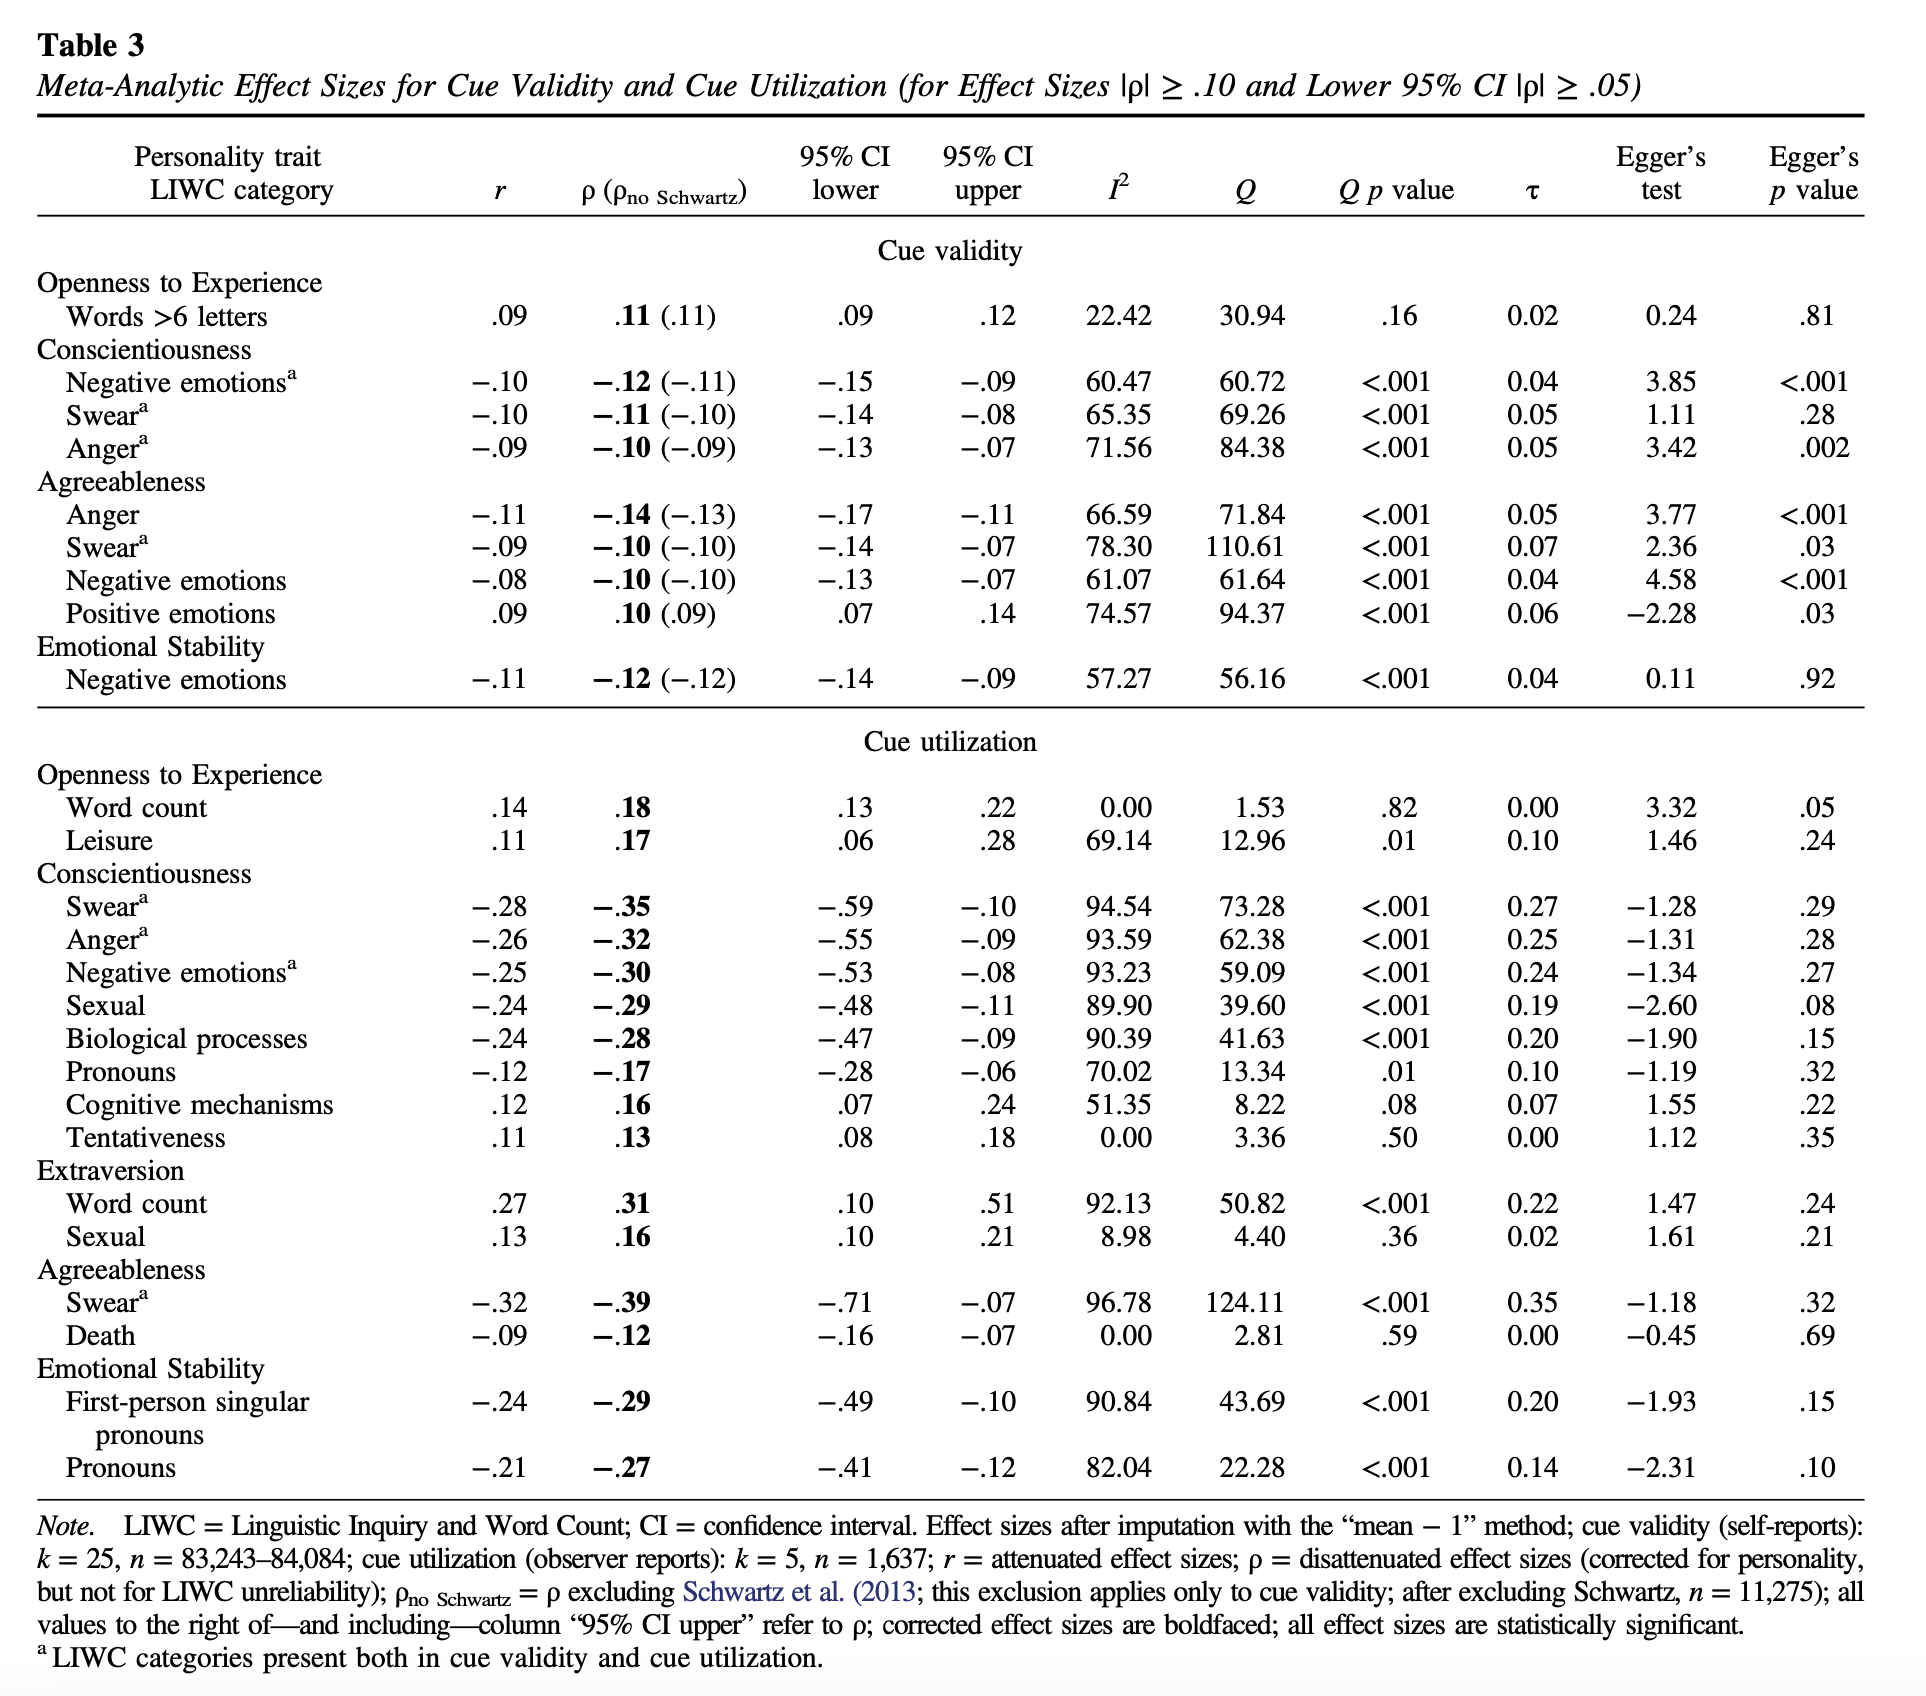 Table 3
Meta-Analytic Effect Sizes for Cue Validity and Cue Utilization (for Effect Sizes |ρ| ≥ .10 and Lower 95% CI |ρ| ≥ .05)
Personality trait 95% CI 95% CI Egger’s Egger’s
LIWC category r ρ (ρno Schwartz) lower upper I² Q Q p value τ test p value
Cue validity
Openness to Experience
Words >6 letters .09 .11 (.11) .09 .12 22.42 30.94 .16 0.02 0.24 .81
Conscientiousness
Negative emotionsᵃ −.10 −.12 (−.11) −.15 −.09 60.47 60.72 <.001 0.04 3.85 <.001
Swearᵃ −.10 −.11 (−.10) −.14 −.08 65.35 69.26 <.001 0.05 1.11 .28
Angerᵃ −.09 −.10 (−.09) −.13 −.07 71.56 84.38 <.001 0.05 3.42 .002
Agreeableness
Anger −.11 −.14 (−.13) −.17 −.11 66.59 71.84 <.001 0.05 3.77 <.001
Swearᵃ −.09 −.10 (−.10) −.14 −.07 78.30 110.61 <.001 0.07 2.36 .03
Negative emotions −.08 −.10 (−.10) −.13 −.07 61.07 61.64 <.001 0.04 4.58 <.001
Positive emotions .09 .10 (.09) .07 .14 74.57 94.37 <.001 0.06 −2.28 .03
Emotional Stability
Negative emotions −.11 −.12 (−.12) −.14 −.09 57.27 56.16 <.001 0.04 0.11 .92
Cue utilization
Openness to Experience
Word count .14 .18 .13 .22 0.00 1.53 .82 0.00 3.32 .05
Leisure .11 .17 .06 .28 69.14 12.96 .01 0.10 1.46 .24
Conscientiousness
Swearᵃ −.28 −.35 −.59 −.10 94.54 73.28 <.001 0.27 −1.28 .29
Angerᵃ −.26 −.32 −.55 −.09 93.59 62.38 <.001 0.25 −1.31 .28
Negative emotionsᵃ −.25 −.30 −.53 −.08 93.23 59.09 <.001 0.24 −1.34 .27
Sexual −.24 −.29 −.48 −.11 89.90 39.60 <.001 0.19 −2.60 .08
Biological processes −.24 −.28 −.47 −.09 90.39 41.63 <.001 0.20 −1.90 .15
Pronouns −.12 −.17 −.28 −.06 70.02 13.34 .01 0.10 −1.19 .32
Cognitive mechanisms .12 .16 .07 .24 51.35 8.22 .08 0.07 1.55 .22
Tentativeness .11 .13 .08 .18 0.00 3.36 .50 0.00 1.12 .35
Extraversion
Word count .27 .31 .10 .51 92.13 50.82 <.001 0.22 1.47 .24
Sexual .13 .16 .10 .21 8.98 4.40 .36 0.02 1.61 .21
Agreeableness
Swearᵃ −.32 −.39 −.71 −.07 96.78 124.11 <.001 0.35 −1.18 .32
Death −.09 −.12 −.16 −.07 0.00 2.81 .59 0.00 −0.45 .69
Emotional Stability
First-person singular −.24 −.29 −.49 −.10 90.84 43.69 <.001 0.20 −1.93 .15
pronouns
Pronouns −.21 −.27 −.41 −.12 82.04 22.28 <.001 0.14 −2.31 .10
Note. LIWC = Linguistic Inquiry and Word Count; CI = confidence interval. Effect sizes after imputation with the “mean − 1” method; cue validity (self-reports):
k = 25, n = 83,243–84,084; cue utilization (observer reports): k = 5, n = 1,637; r = attenuated effect sizes; ρ = disattenuated effect sizes (corrected for personality,
but not for LIWC unreliability); ρno Schwartz = ρ excluding Schwartz et al. (2013; this exclusion applies only to cue validity; after excluding Schwartz, n = 11,275); all
values to the right of—and including—column “95% CI upper” refer to ρ; corrected effect sizes are boldfaced; all effect sizes are statistically significant.
ᵃ LIWC categories present both in cue validity and cue utilization.